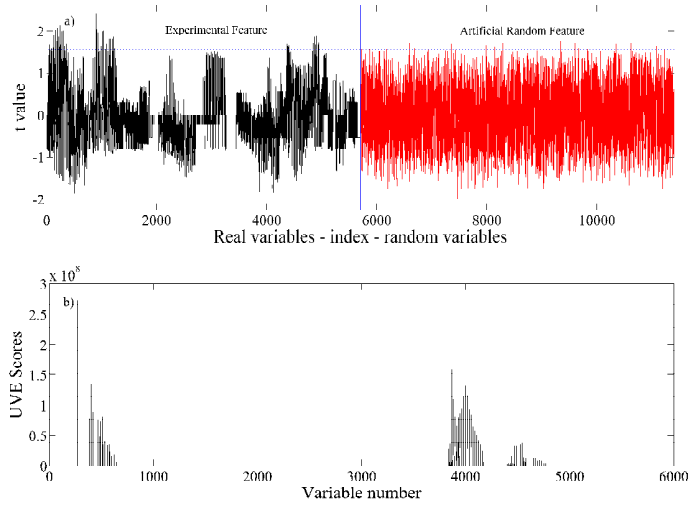 a)
Experimental Feature
Artificial Random Feature
2
1
0
-1
-2
t value
0
2000
4000
6000
8000
10000
Real variables - index - random variables
3 x 10^8
b)
2.5
2
1.5
1
0.5
0
UVE Scores
0
1000
2000
3000
4000
5000
6000
Variable number